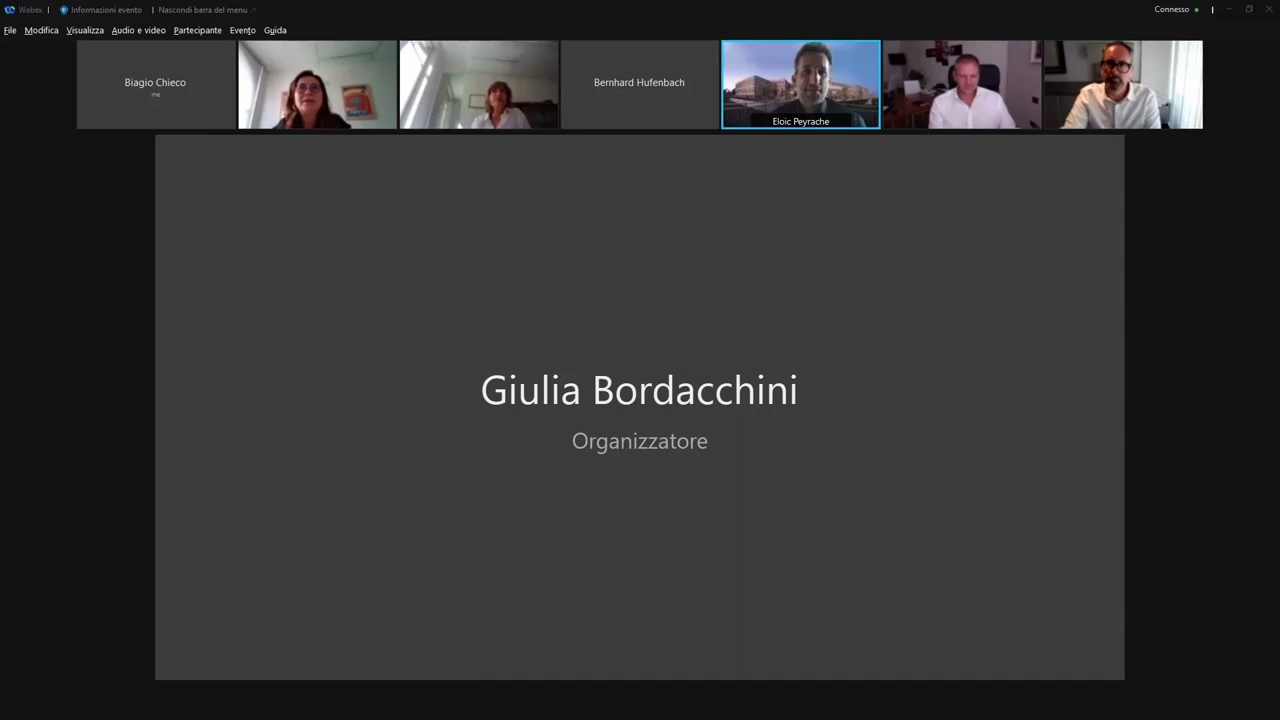 Webex
Informazioni evento
Nascondi barra del menu
Connesso
File Modifica Visualizza Audio e video Partecipante Evento Guida
Biagio Chieco
me
Bernhard Hufenbach
Eloic Peyrache
Giulia Bordacchini
Organizzatore